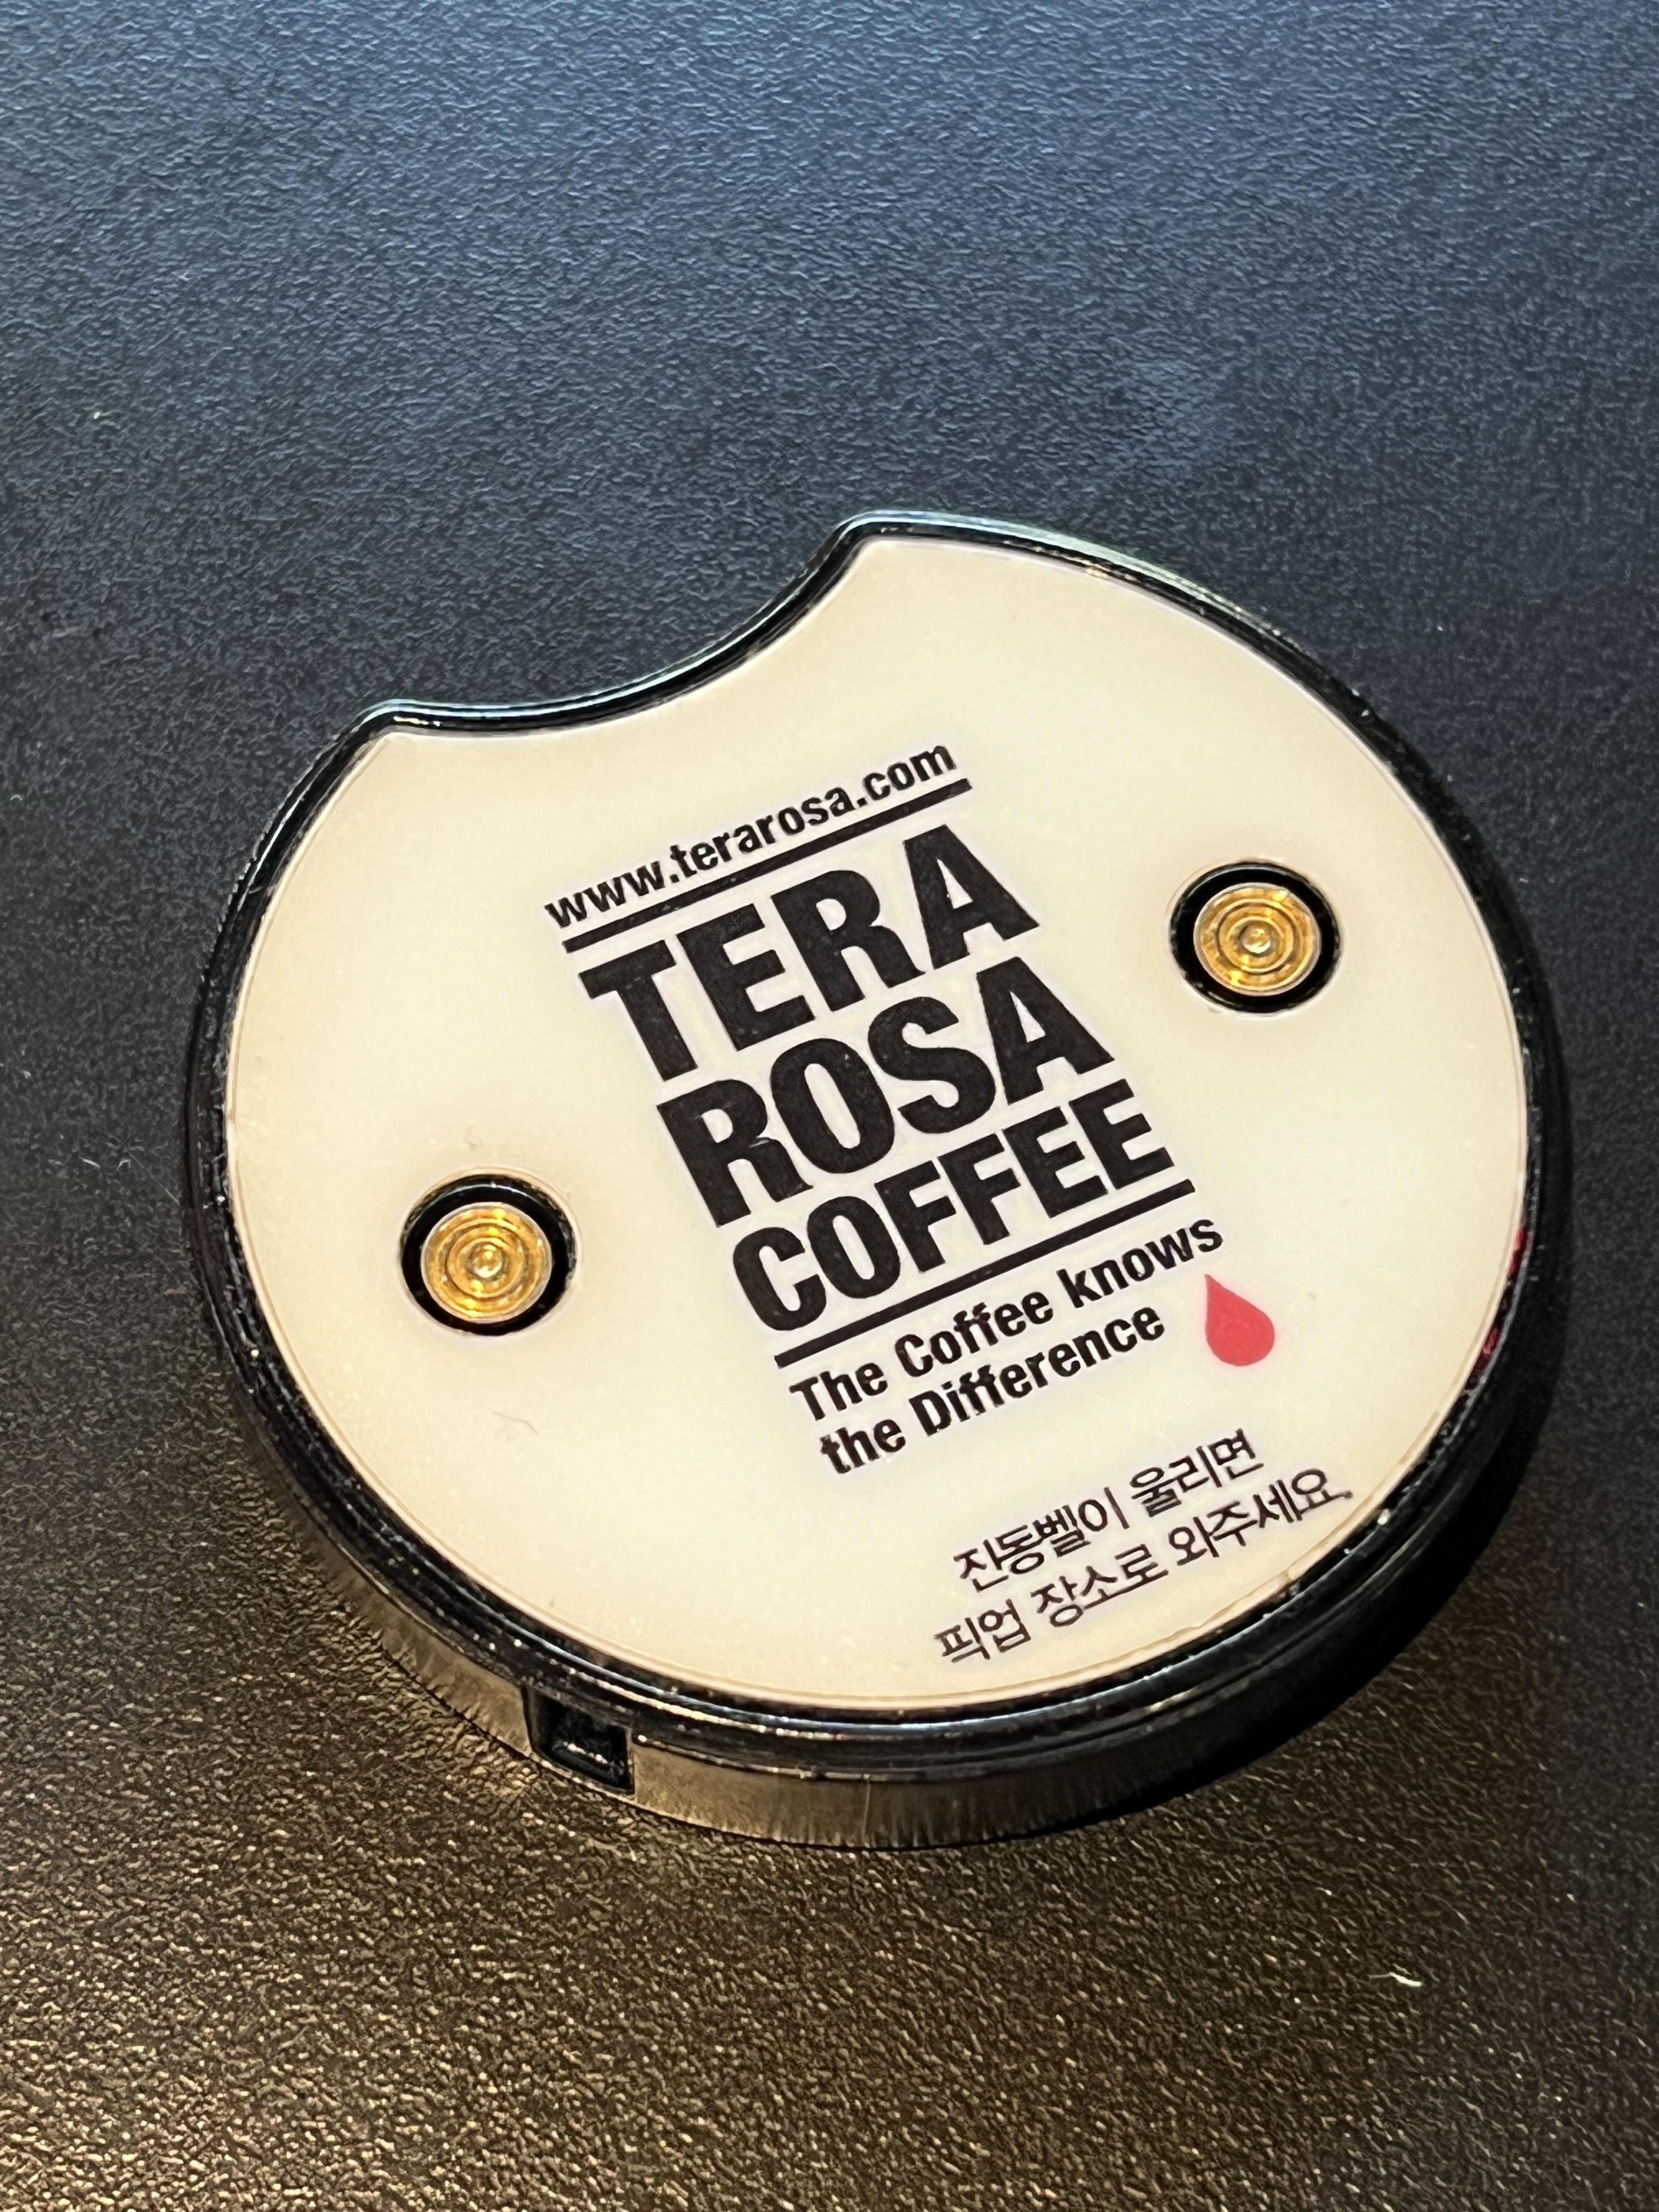 www.terarosa.com
TERA
ROSA
COFFEE
The Coffee knows
the Difference
진동벨이 울리면
픽업 장소로 와주세요.